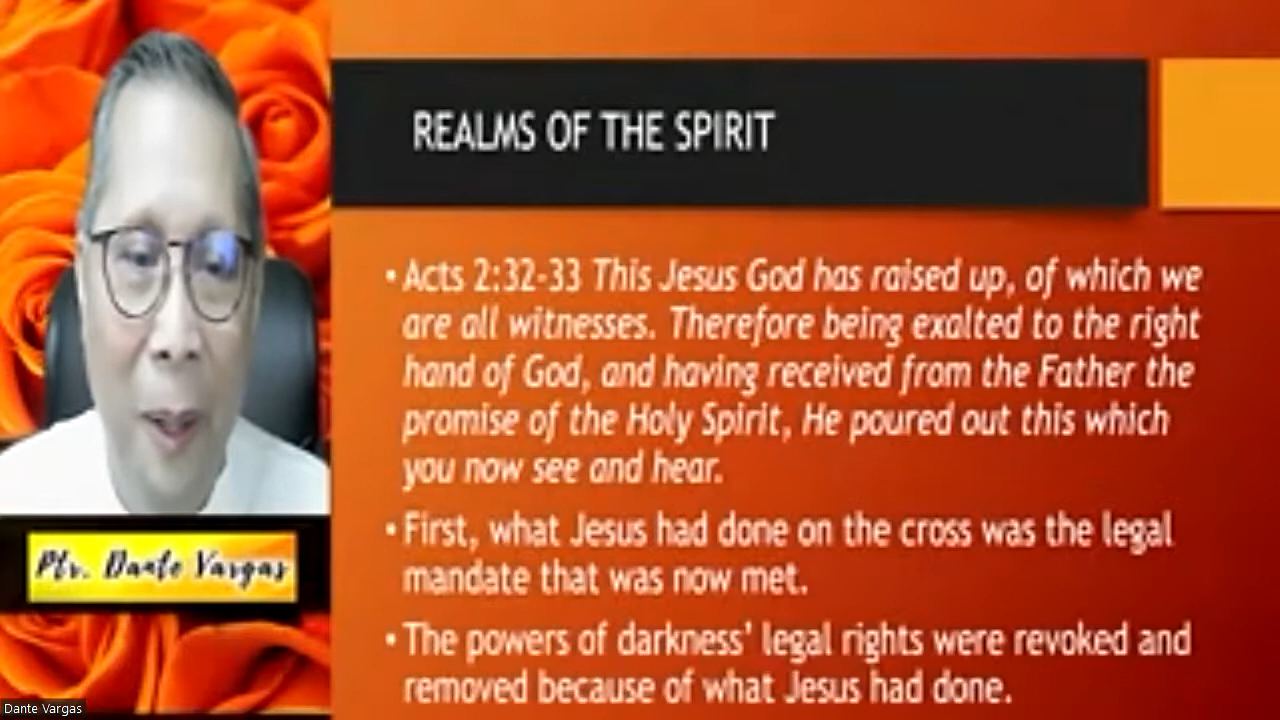 REALMS OF THE SPIRIT
• Acts 2:32-33 This Jesus God has raised up, of which we
are all witnesses. Therefore being exalted to the right
hand of God, and having received from the Father the
promise of the Holy Spirit, He poured out this which
you now see and hear.
• First, what Jesus had done on the cross was the legal
mandate that was now met.
• The powers of darkness’ legal rights were revoked and
removed because of what Jesus had done.
Ptr. Dante Vargas
Dante Vargas